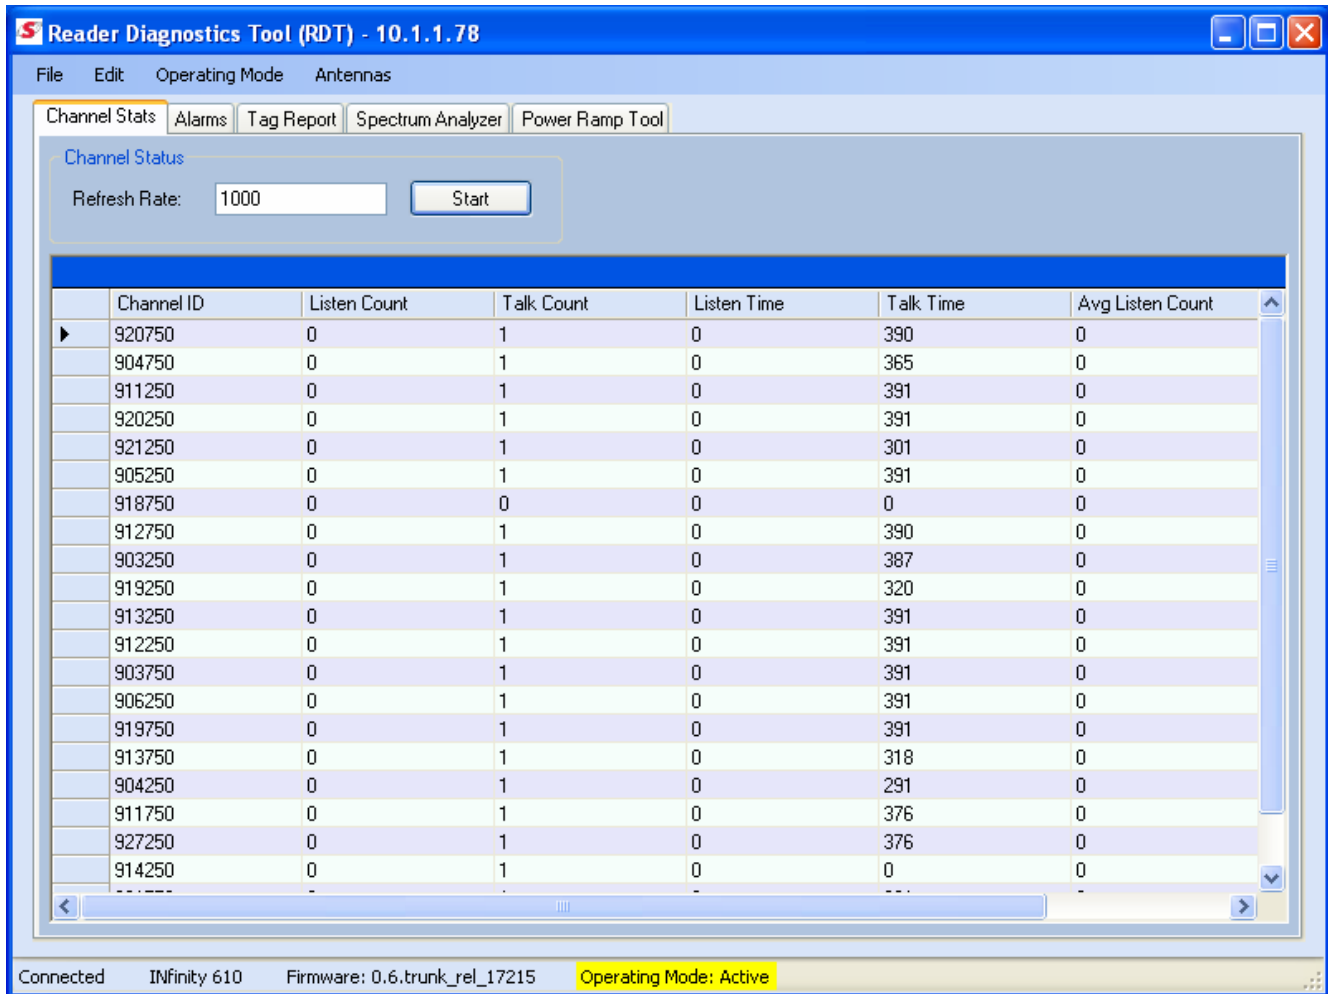 Reader Diagnostics Tool (RDT) - 10.1.1.78
File Edit Operating Mode Antennas
Channel Stats Alarms Tag Report Spectrum Analyzer Power Ramp Tool
Channel Status
Refresh Rate: 1000 Start
Channel ID Listen Count Talk Count Listen Time Talk Time Avg Listen Count
920750 0 1 0 390 0
904750 0 1 0 365 0
911250 0 1 0 391 0
920250 0 1 0 391 0
921250 0 1 0 301 0
905250 0 1 0 391 0
918750 0 0 0 0 0
912750 0 1 0 390 0
903250 0 1 0 387 0
919250 0 1 0 320 0
913250 0 1 0 391 0
912250 0 1 0 391 0
903750 0 1 0 391 0
906250 0 1 0 391 0
919750 0 1 0 391 0
913750 0 1 0 318 0
904250 0 1 0 291 0
911750 0 1 0 376 0
927250 0 1 0 376 0
914250 0 1 0 0 0
Connected INfinity 610 Firmware: 0.6.trunk_rel_17215 Operating Mode: Active